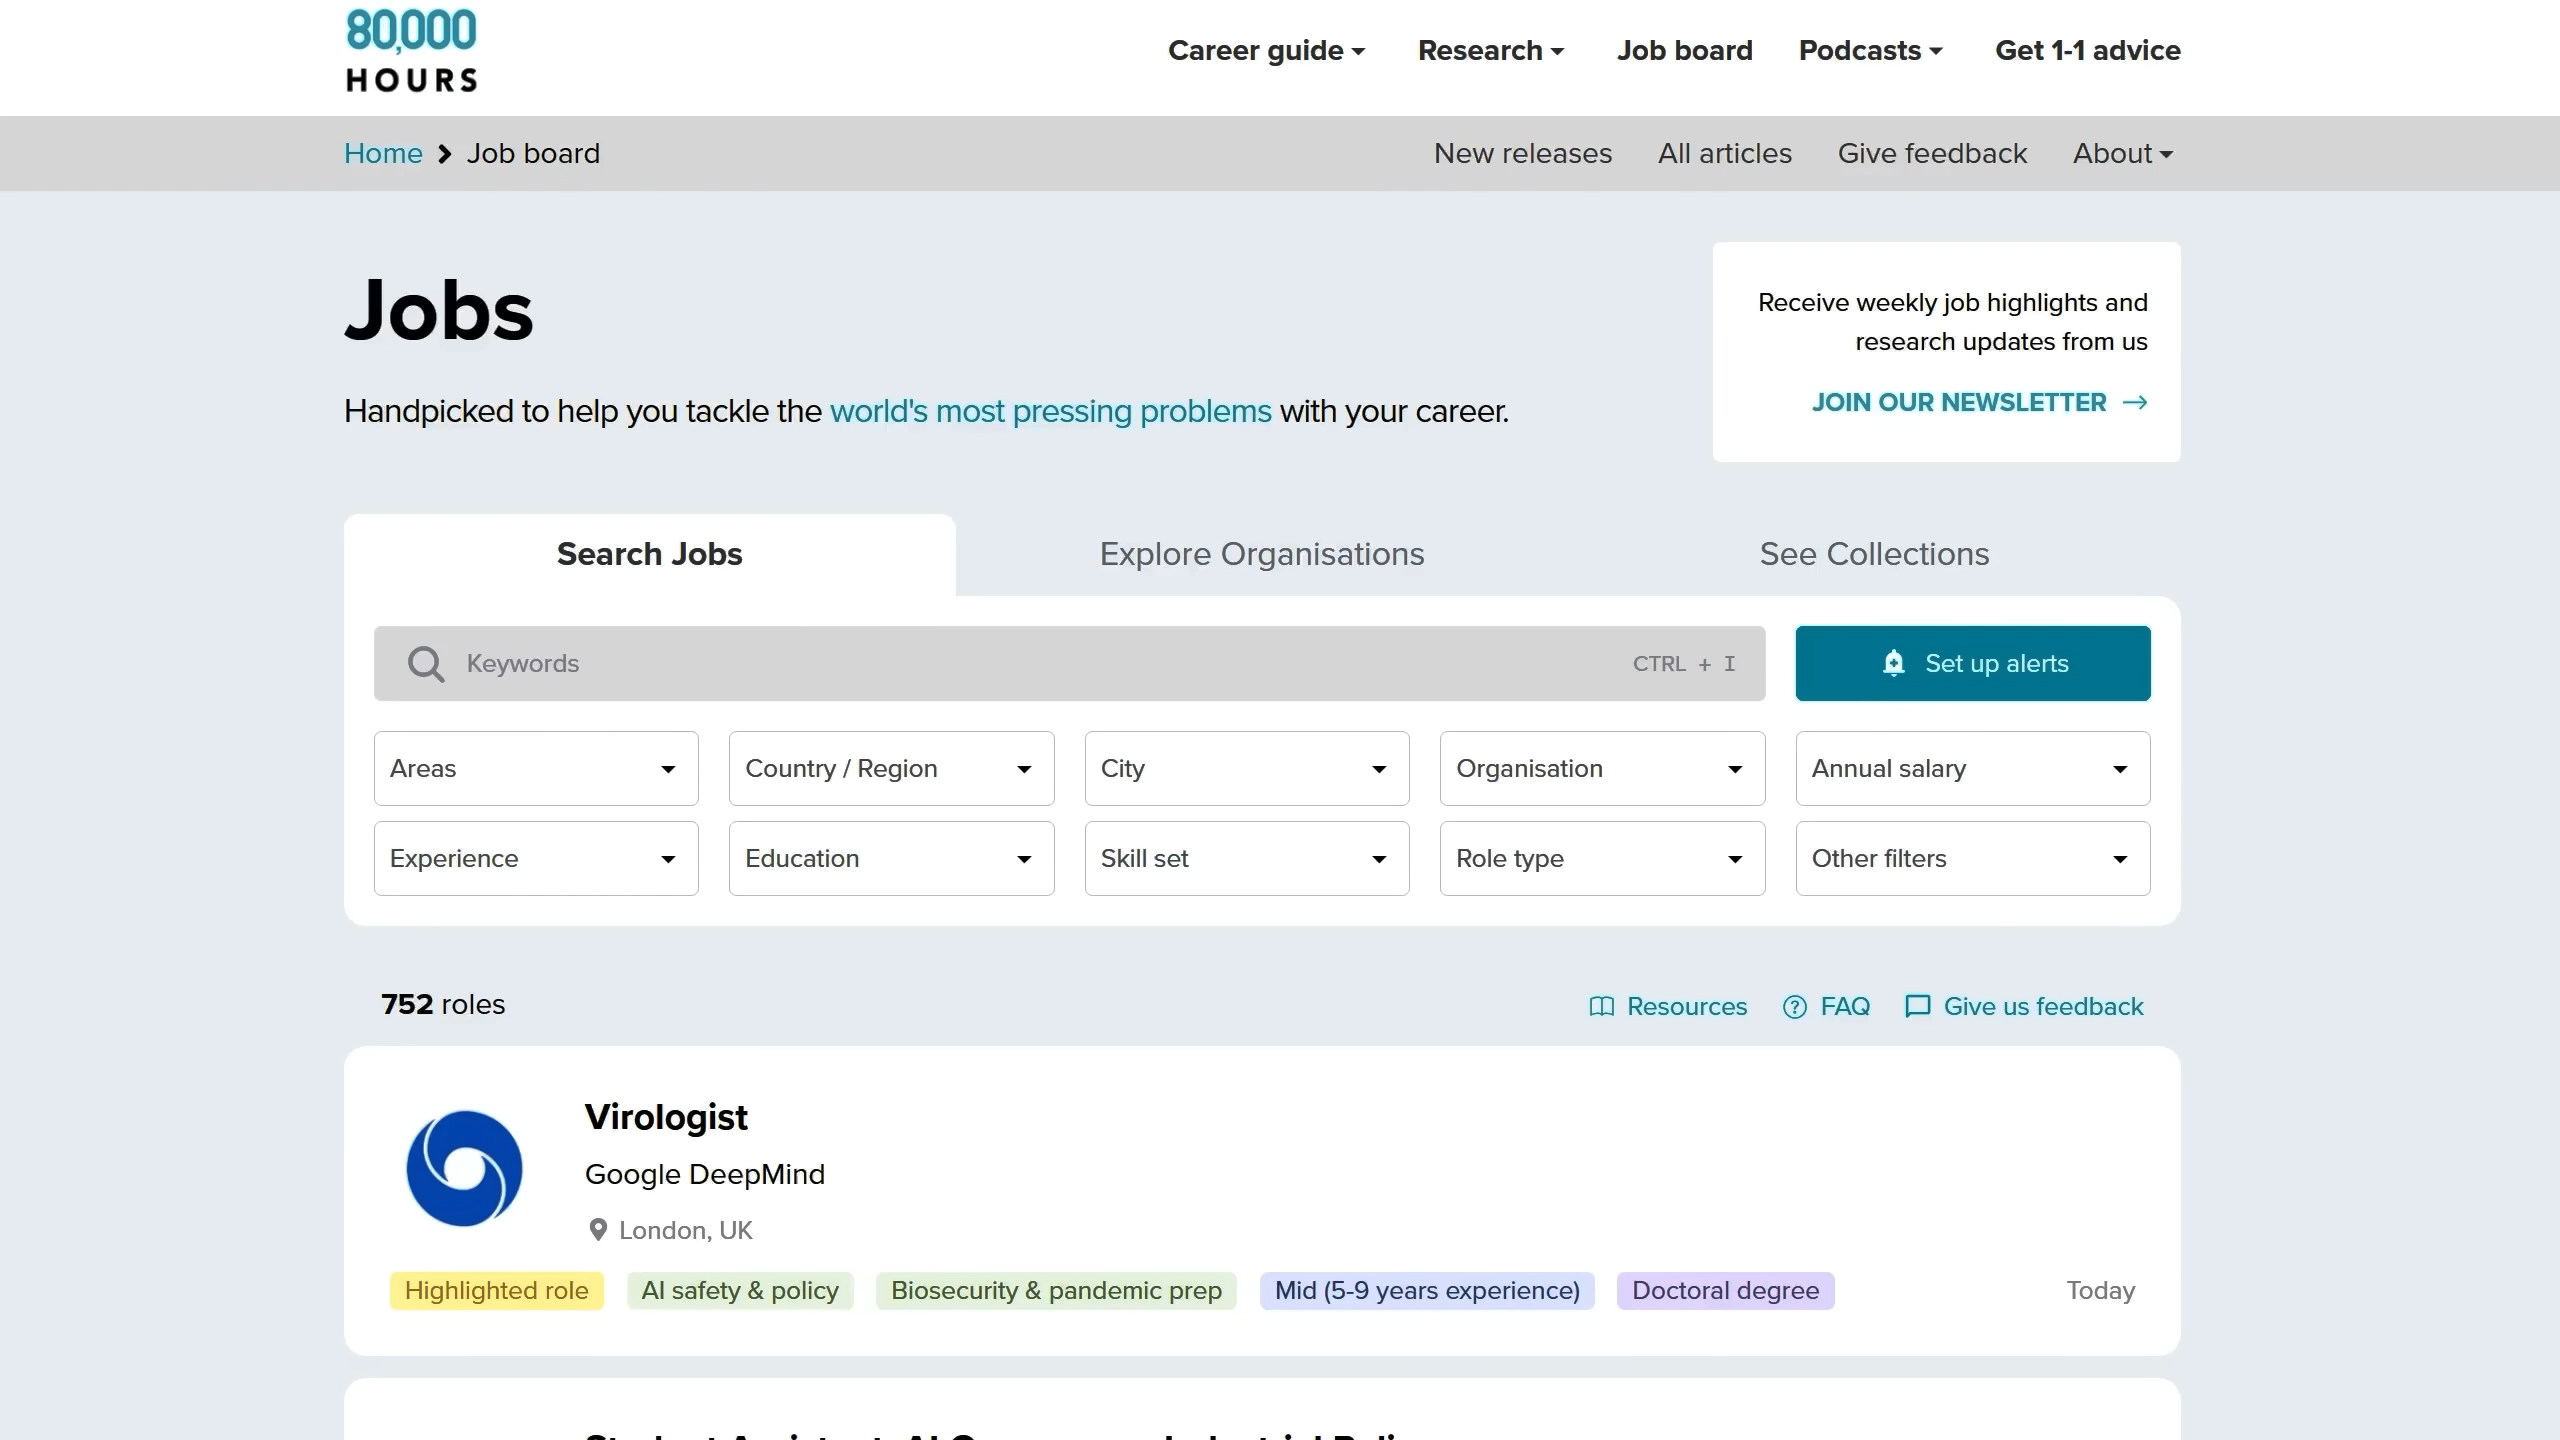 80,000
HOURS
Career guide
Research
Job board
Podcasts
Get 1-1 advice
Home
Job board
New releases
All articles
Give feedback
About
Jobs
Handpicked to help you tackle the world's most pressing problems with your career.
Receive weekly job highlights and
research updates from us
JOIN OUR NEWSLETTER
Search Jobs
Explore Organisations
See Collections
Keywords
CTRL + I
Set up alerts
Areas
Country / Region
City
Organisation
Annual salary
Experience
Education
Skill set
Role type
Other filters
752 roles
Resources
FAQ
Give us feedback
Virologist
Google DeepMind
London, UK
Highlighted role
AI safety & policy
Biosecurity & pandemic prep
Mid (5-9 years experience)
Doctoral degree
Today